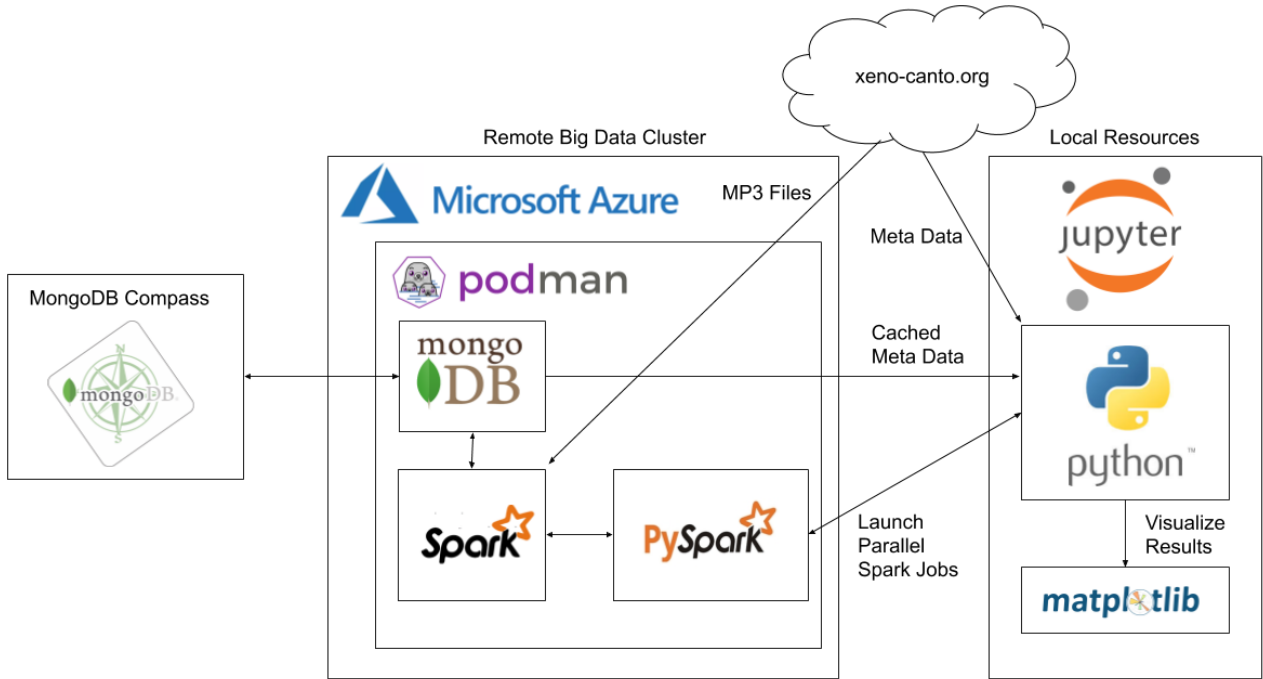 xeno-canto.org
Remote Big Data Cluster
Local Resources
Microsoft Azure
MP3 Files
jupyter
Meta Data
podman
MongoDB Compass
N
mongoDB®
S
mongo
DB
Cached
Meta Data
python™
Spark
PySpark
Launch
Parallel
Spark Jobs
Visualize
Results
matplotlib